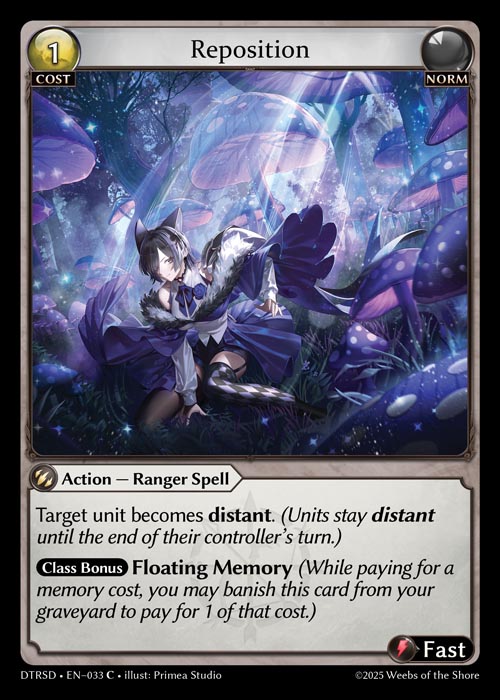 1
Reposition
COST
NORM
Action — Ranger Spell
Target unit becomes distant. (Units stay distant
until the end of their controller's turn.)
Class Bonus Floating Memory (While paying for a
memory cost, you may banish this card from your
graveyard to pay for 1 of that cost.)
Fast
DTRSD • EN–033 C • illust: Primea Studio
©2025 Weebs of the Shore